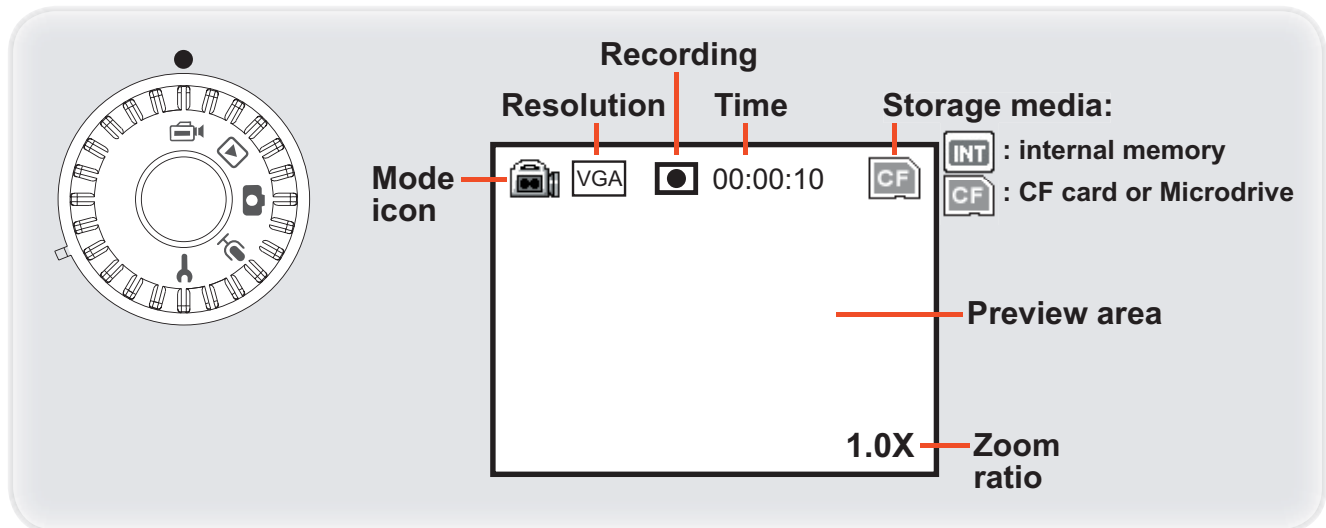 Recording
Resolution
Time
Storage media:
INT : internal memory
Mode
icon
VGA
00:00:10
CF
CF : CF card or Microdrive
Preview area
1.0X
Zoom
ratio